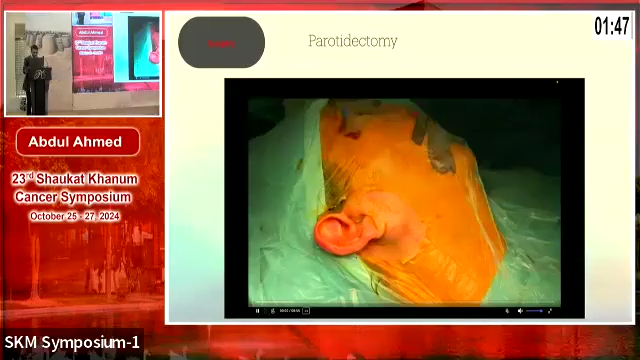 Parotidectomy
01:47
Abdul Ahmed
23rd Shaukat Khanum
Cancer Symposium
October 25 - 27, 2024
SKM Symposium-1